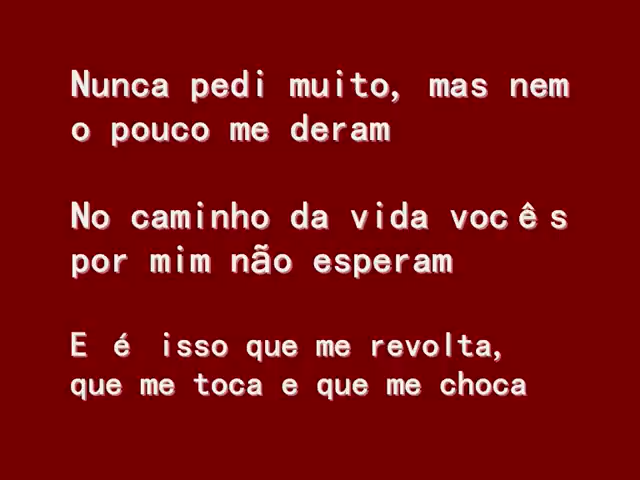 Nunca pedi muito, mas nem
o pouco me deram
No caminho da vida vocês
por mim não esperam
E é isso que me revolta,
que me toca e que me choca